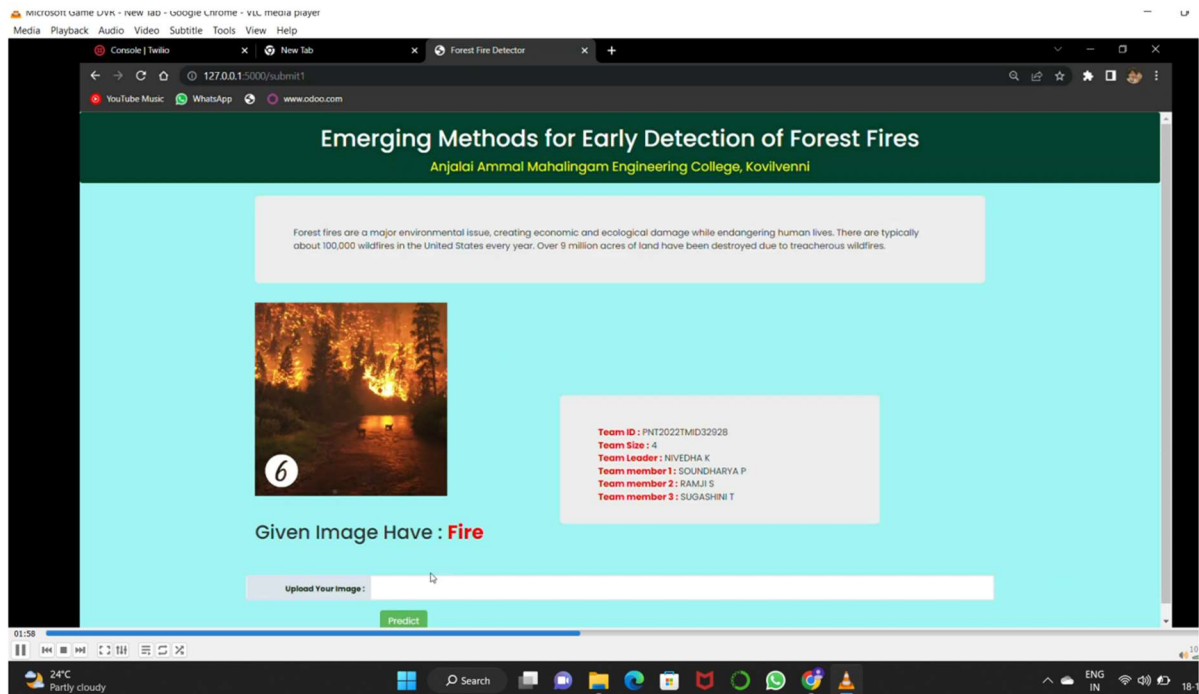 Microsoft Game DVR - New Tab - Google Chrome - VLC media player
Media Playback Audio Video Subtitle Tools View Help
Console | Twilio New Tab Forest Fire Detector
127.0.0.1:5000/submit1
YouTube Music WhatsApp www.odoo.com
Emerging Methods for Early Detection of Forest Fires
Anjalai Ammal Mahalingam Engineering College, Kovilvenni
Forest fires are a major environmental issue, creating economic and ecological damage while endangering human lives. There are typically
about 100,000 wildfires in the United States every year. Over 9 million acres of land have been destroyed due to treacherous wildfires.
6
Team ID : PNT2022TMID32928
Team Size : 4
Team Leader : NIVEDHA K
Team member 1 : SOUNDHARYA P
Team member 2 : RAMJI S
Team member 3 : SUGASHINI T
Given Image Have : Fire
Upload Your Image :
Predict
01:58
10
24°C
Partly cloudy
Search
ENG
IN
18-1